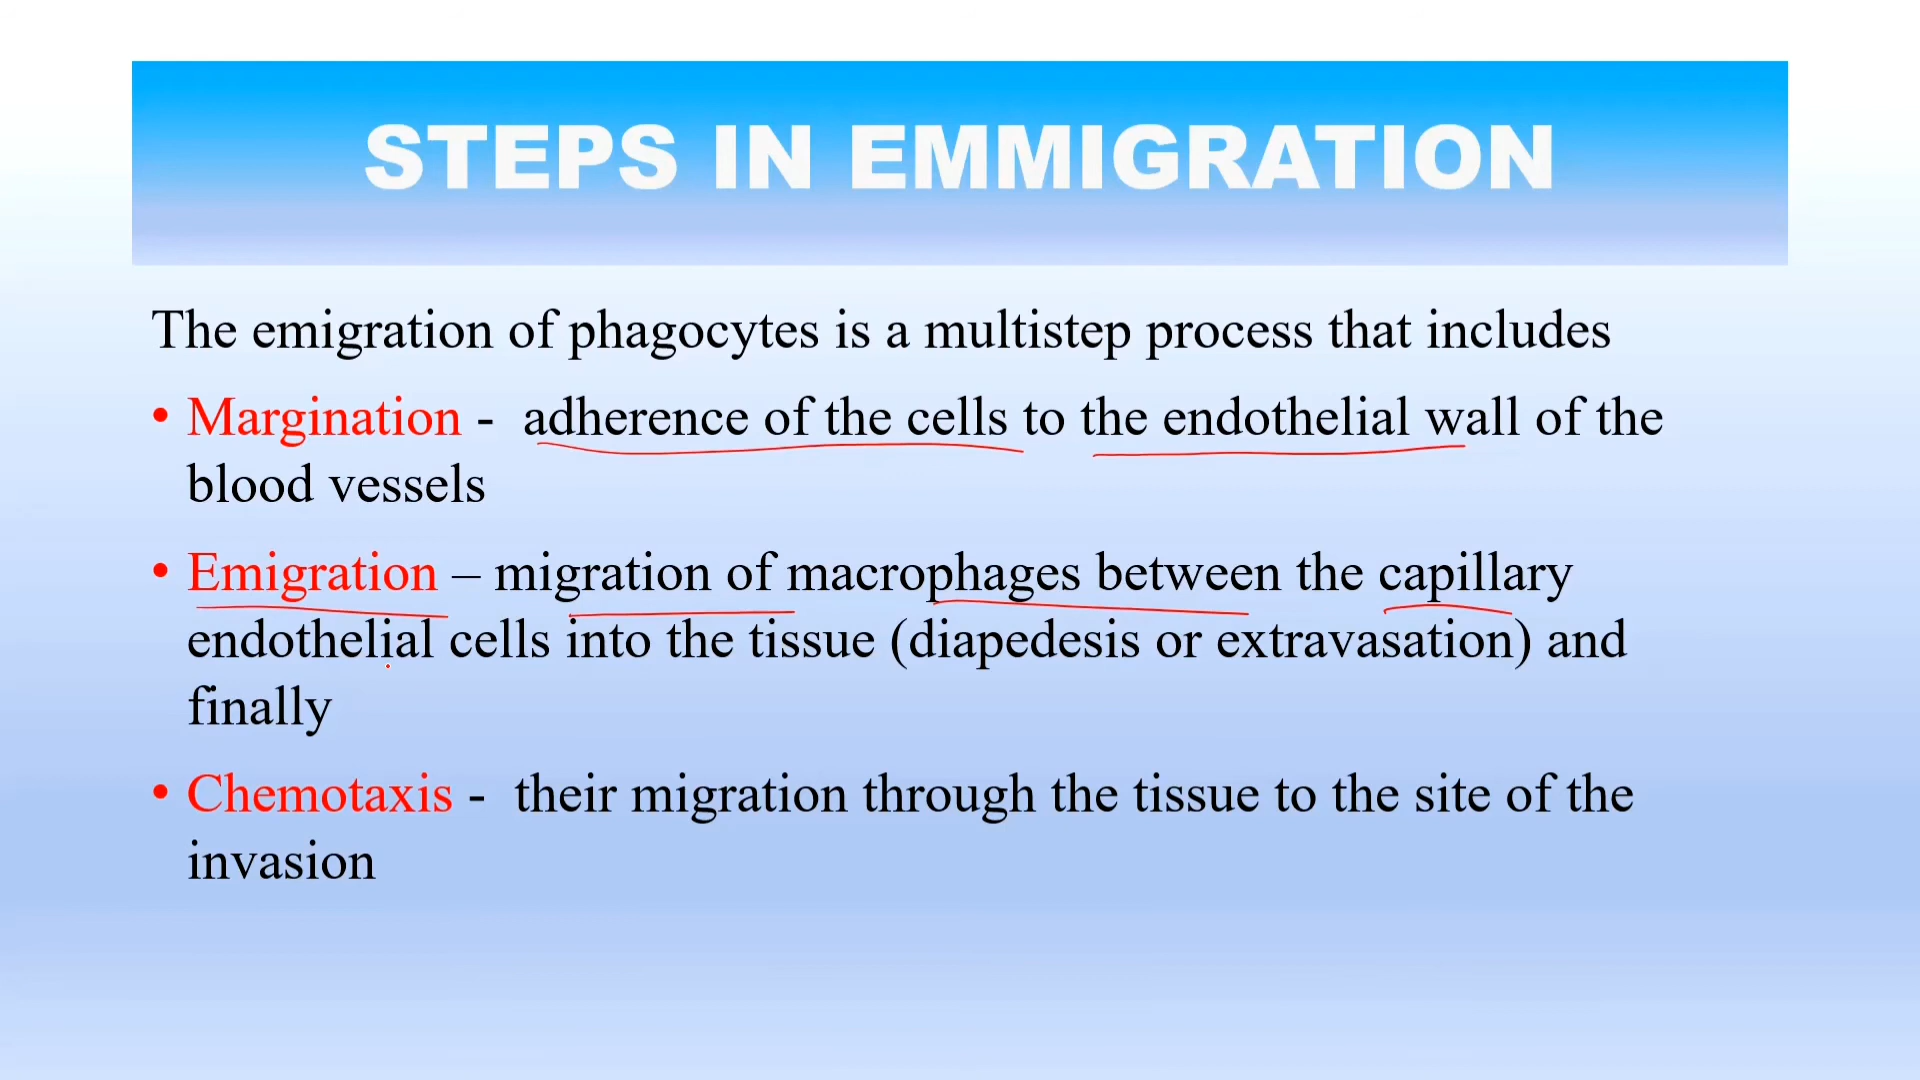 STEPS IN EMMIGRATION
The emigration of phagocytes is a multistep process that includes
• Margination - adherence of the cells to the endothelial wall of the
blood vessels
• Emigration – migration of macrophages between the capillary
endothelial cells into the tissue (diapedesis or extravasation) and
finally
• Chemotaxis - their migration through the tissue to the site of the
invasion